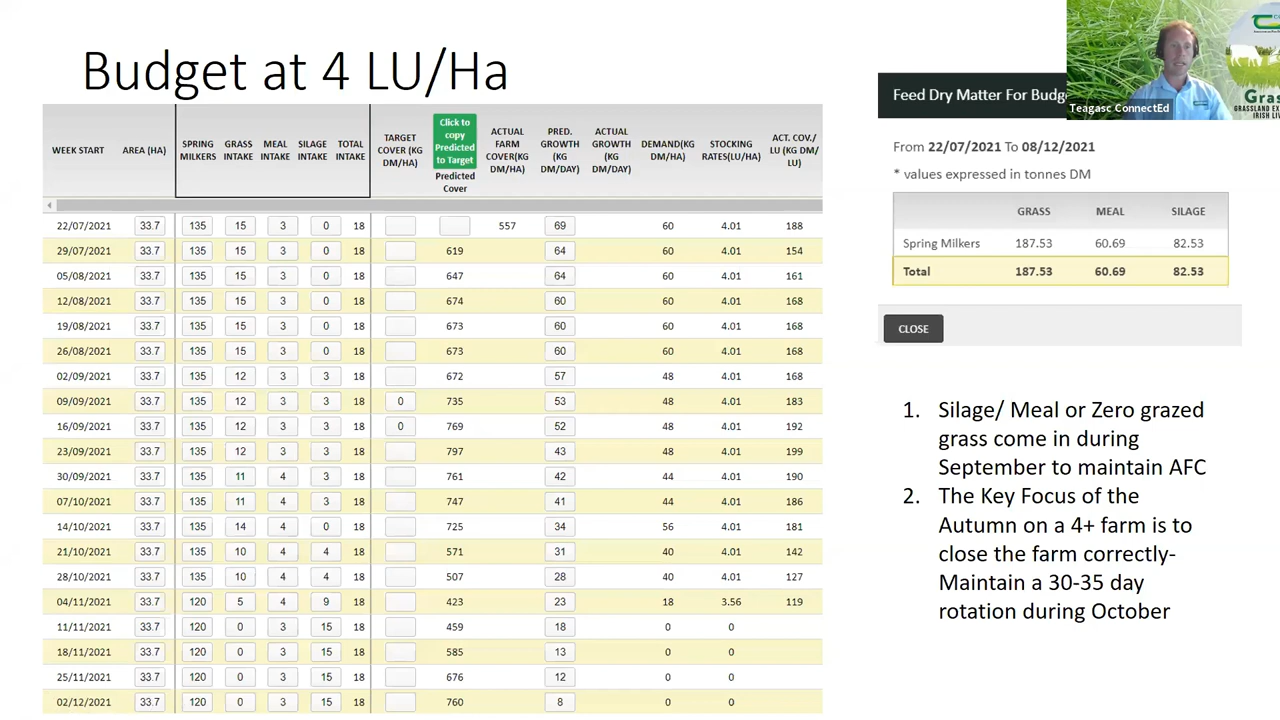 Budget at 4 LU/Ha
WEEK START AREA (HA) SPRING MILKERS GRASS INTAKE MEAL INTAKE SILAGE INTAKE TOTAL INTAKE TARGET COVER (KG DM/HA) Click to copy Predicted to Target Predicted Cover ACTUAL FARM COVER(KG DM/HA) PRED. GROWTH (KG DM/DAY) ACTUAL GROWTH (KG DM/DAY) DEMAND(KG DM/HA) STOCKING RATES(LU/HA) ACT. COV./ LU (KG DM/ LU)
22/07/2021 33.7 135 15 3 0 18 557 69 60 4.01 188
29/07/2021 33.7 135 15 3 0 18 619 64 60 4.01 154
05/08/2021 33.7 135 15 3 0 18 647 64 60 4.01 161
12/08/2021 33.7 135 15 3 0 18 674 60 60 4.01 168
19/08/2021 33.7 135 15 3 0 18 673 60 60 4.01 168
26/08/2021 33.7 135 15 3 0 18 673 60 60 4.01 168
02/09/2021 33.7 135 12 3 3 18 672 57 48 4.01 168
09/09/2021 33.7 135 12 3 3 18 0 735 53 48 4.01 183
16/09/2021 33.7 135 12 3 3 18 0 769 52 48 4.01 192
23/09/2021 33.7 135 12 3 3 18 797 43 48 4.01 199
30/09/2021 33.7 135 11 4 3 18 761 42 44 4.01 190
07/10/2021 33.7 135 11 4 3 18 747 41 44 4.01 186
14/10/2021 33.7 135 14 4 0 18 725 34 56 4.01 181
21/10/2021 33.7 135 10 4 4 18 571 31 40 4.01 142
28/10/2021 33.7 135 10 4 4 18 507 28 40 4.01 127
04/11/2021 33.7 120 5 4 9 18 423 23 18 3.56 119
11/11/2021 33.7 120 0 3 15 18 459 18 0 0
18/11/2021 33.7 120 0 3 15 18 585 13 0 0
25/11/2021 33.7 120 0 3 15 18 676 12 0 0
02/12/2021 33.7 120 0 3 15 18 760 8 0 0
Teagasc ConnectEd
Gras
GRASSLAND EX
IRISH LIV
Feed Dry Matter For Budg
From 22/07/2021 To 08/12/2021
* values expressed in tonnes DM
GRASS MEAL SILAGE
Spring Milkers 187.53 60.69 82.53
Total 187.53 60.69 82.53
CLOSE
1. Silage/ Meal or Zero grazed
grass come in during
September to maintain AFC
2. The Key Focus of the
Autumn on a 4+ farm is to
close the farm correctly-
Maintain a 30-35 day
rotation during October